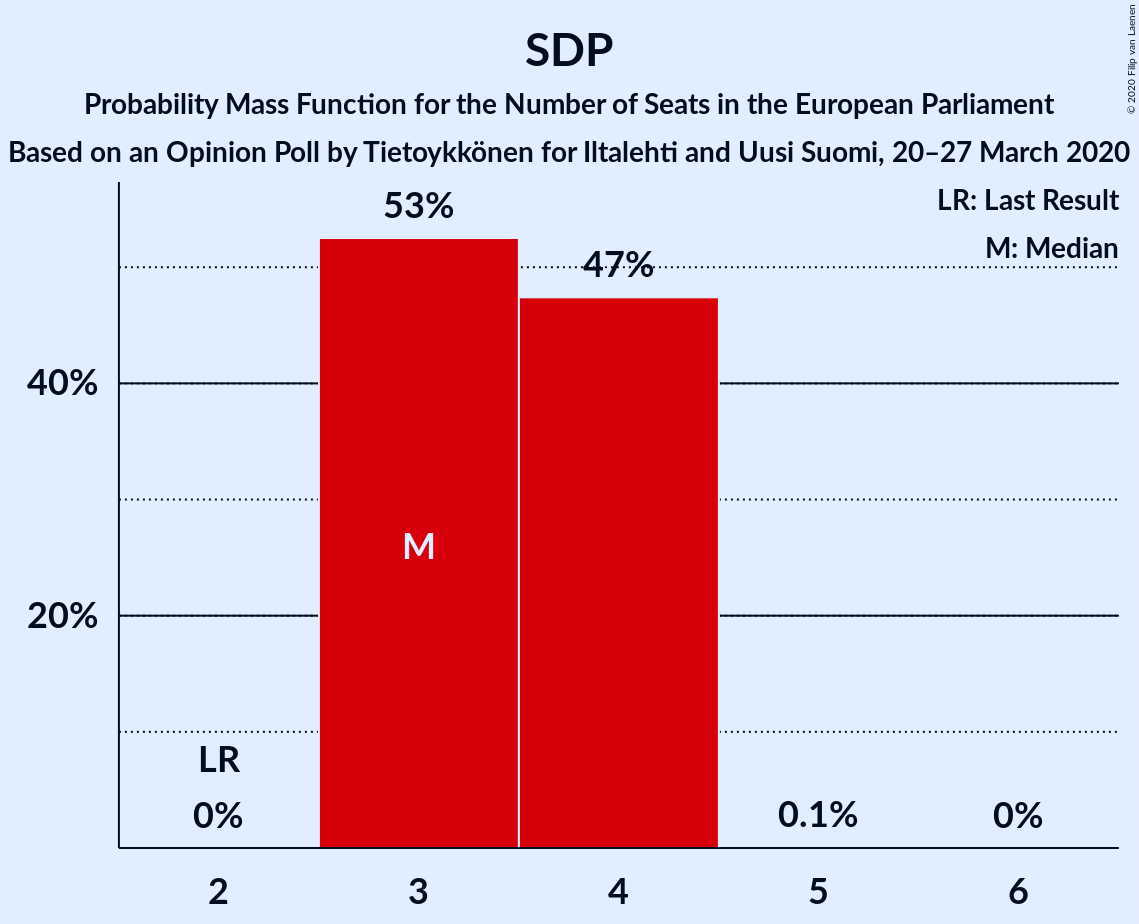 SDP
Probability Mass Function for the Number of Seats in the European Parliament
Based on an Opinion Poll by Tietoykkönen for Iltalehti and Uusi Suomi, 20–27 March 2020
© 2020 Filip van Laenen
LR: Last Result
M: Median
53%
47%
40%
M
20%
LR
0%
0.1%
0%
2
3
4
5
6